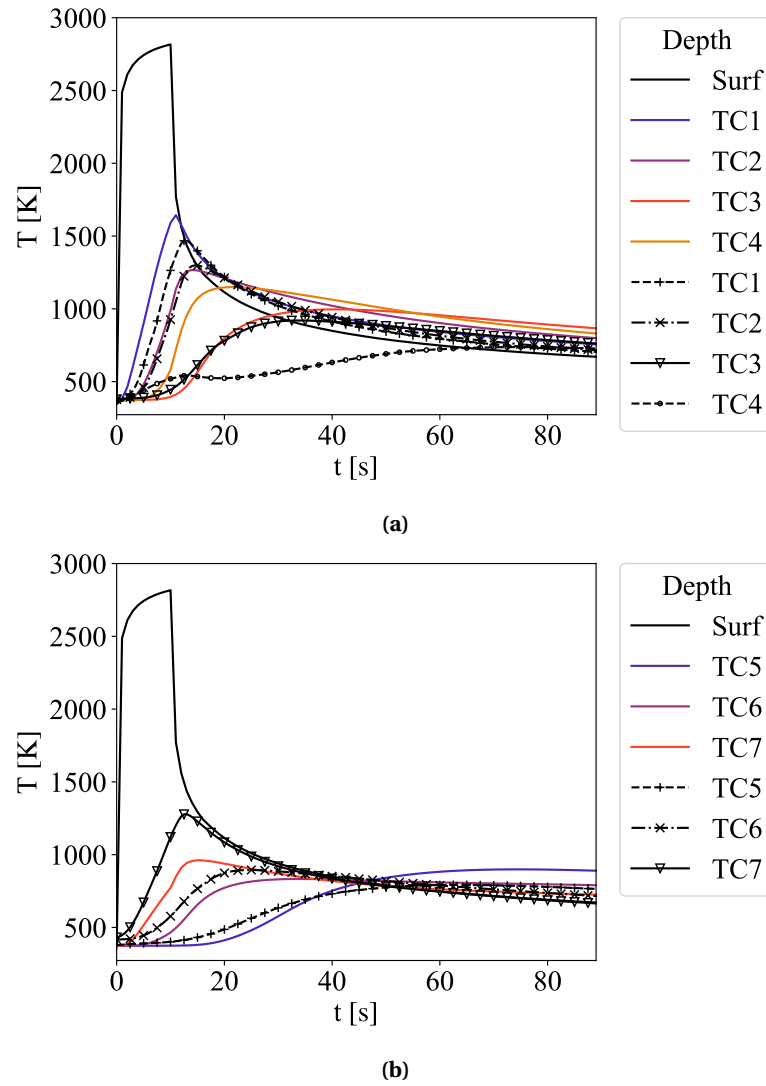 3000
2500
2000
1500
1000
500
T [K]
0
20
40
60
80
t [s]
Depth
Surf
TC1
TC2
TC3
TC4
TC1
TC2
TC3
TC4
(a)
3000
2500
2000
1500
1000
500
T [K]
0
20
40
60
80
t [s]
Depth
Surf
TC5
TC6
TC7
TC5
TC6
TC7
(b)